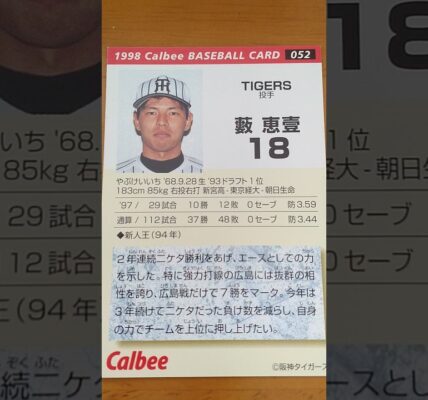 1998 Calbee BASEBALL CARD 052
TIGERS
投手
藪 恵壹
18
やぶけいいち '68.9.28生 '93ドラフト1位
183cm 85kg 右投右打 新宮高-東京経大-朝日生命
'97/ 29試合 10勝 12敗 0セーブ 防3.59
通算/112試合 37勝 48敗 0セーブ 防3.44
◆新人王(94年)
2年連続二ケタ勝利をあげ、エースとしての力
を示した。特に強力打線の広島には抜群の相
性を誇り、広島戦だけで7勝をマーク。今年は
3年続けて二ケタだった負け数を減らし、自身
の力でチームを上位に押し上げたい。
Calbee
©阪神タイガース